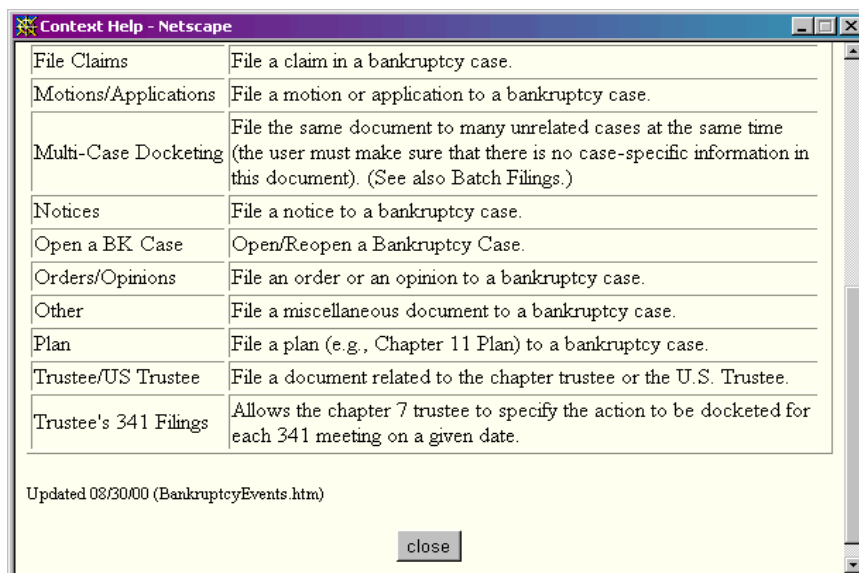 Context Help - Netscape
File Claims File a claim in a bankruptcy case.
Motions/Applications File a motion or application to a bankruptcy case.
Multi-Case Docketing File the same document to many unrelated cases at the same time
(the user must make sure that there is no case-specific information in
this document). (See also Batch Filings.)
Notices File a notice to a bankruptcy case.
Open a BK Case Open/Reopen a Bankruptcy Case.
Orders/Opinions File an order or an opinion to a bankruptcy case.
Other File a miscellaneous document to a bankruptcy case.
Plan File a plan (e.g., Chapter 11 Plan) to a bankruptcy case.
Trustee/US Trustee File a document related to the chapter trustee or the U.S. Trustee.
Trustee's 341 Filings Allows the chapter 7 trustee to specify the action to be docketed for
each 341 meeting on a given date.
Updated 08/30/00 (BankruptcyEvents.htm)
close